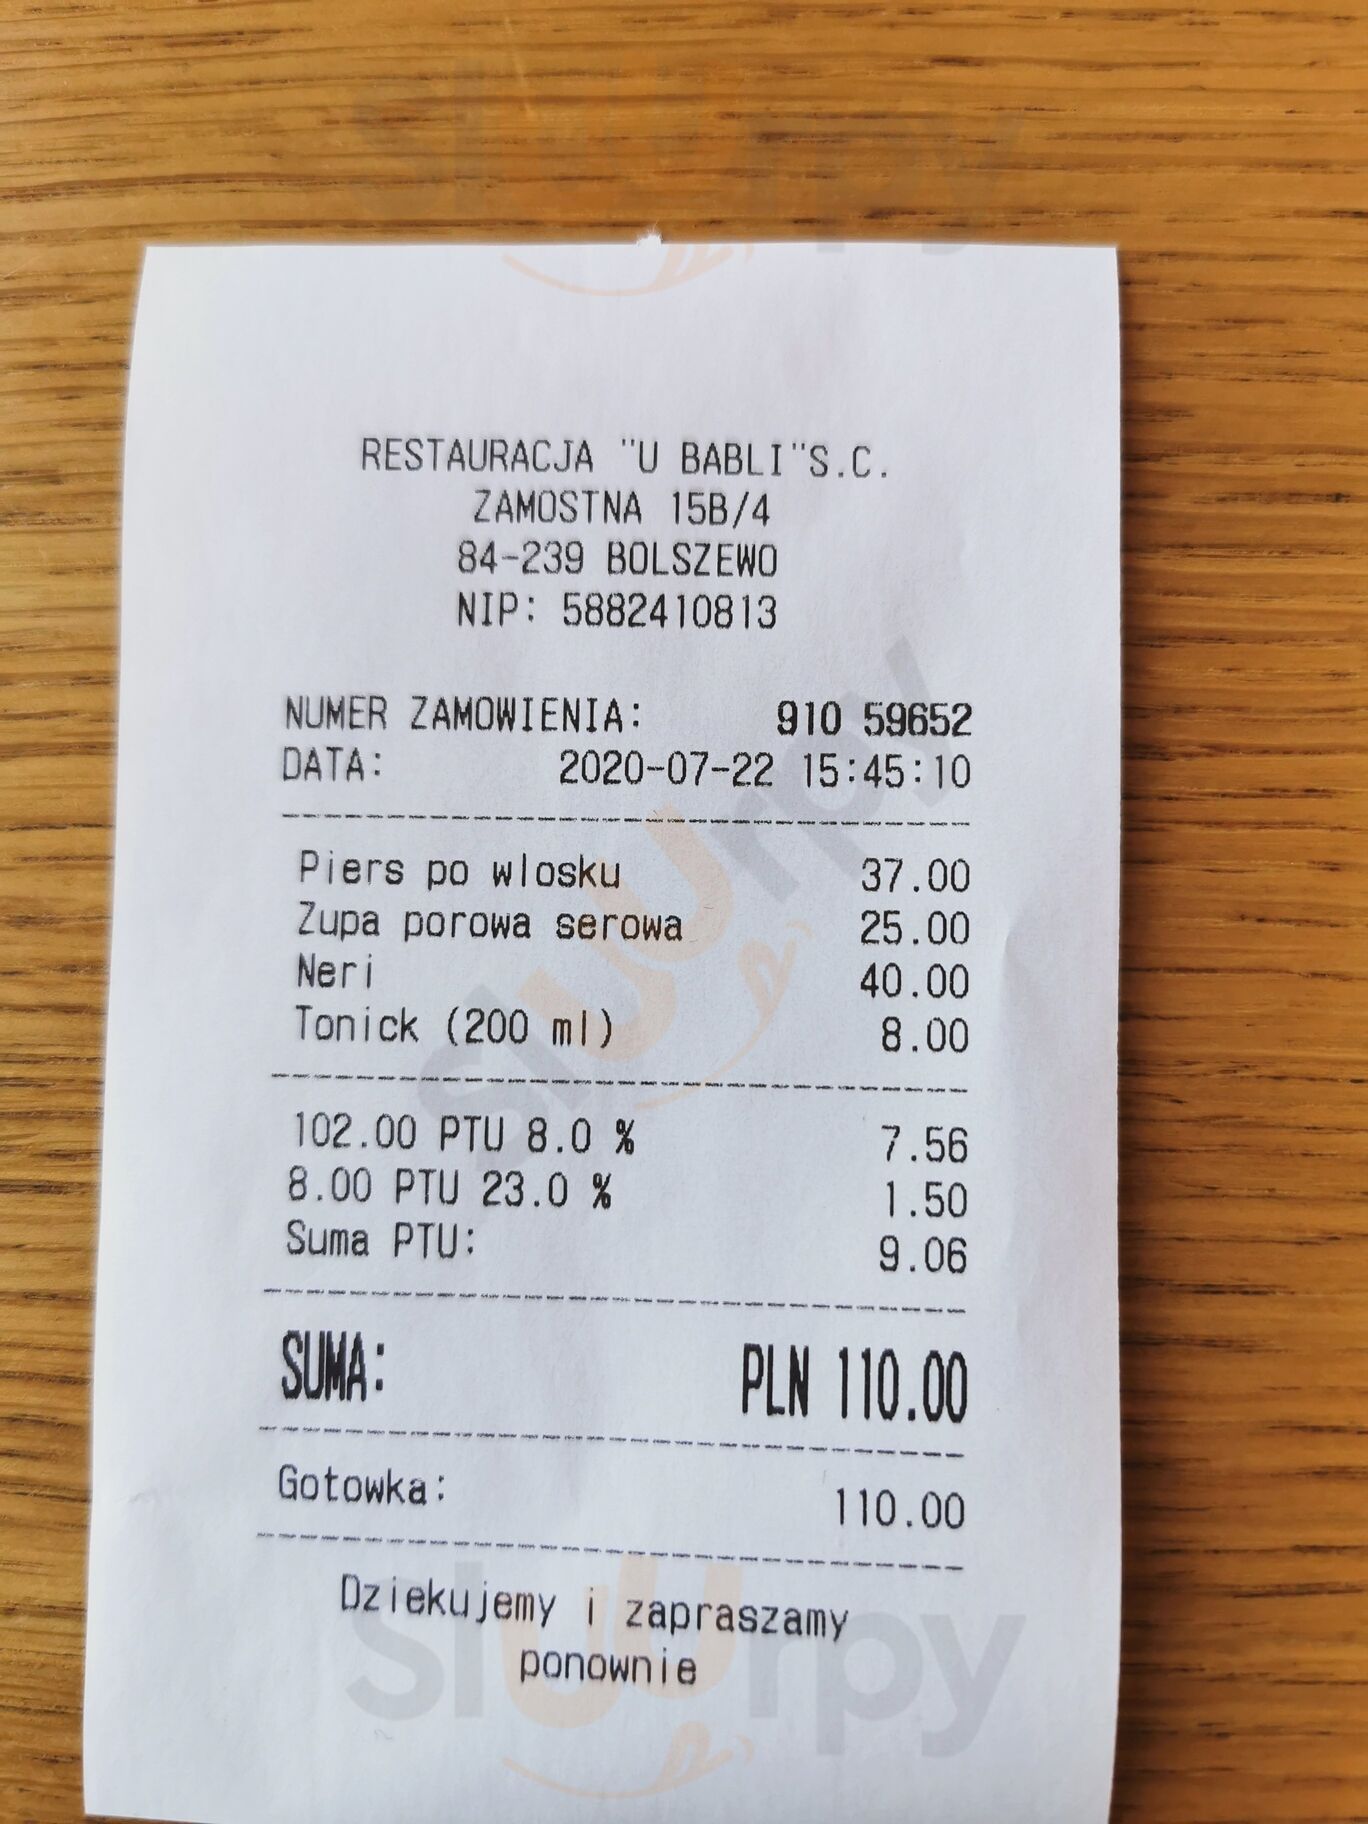 RESTAURACJA "U BABLI"S.C.
ZAMOSTNA 15B/4
84-239 BOLSZEWO
NIP: 5882410813
NUMER ZAMOWIENIA: 910 59652
DATA: 2020-07-22 15:45:10
Piers po wlosku 37.00
Zupa porowa serowa 25.00
Neri 40.00
Tonick (200 ml) 8.00
102.00 PTU 8.0 % 7.56
8.00 PTU 23.0 % 1.50
Suma PTU: 9.06
SUMA: PLN 110.00
Gotowka: 110.00
Dziekujemy i zapraszamy
ponownie
Sluurpy
Sluurpy
Sluurpy